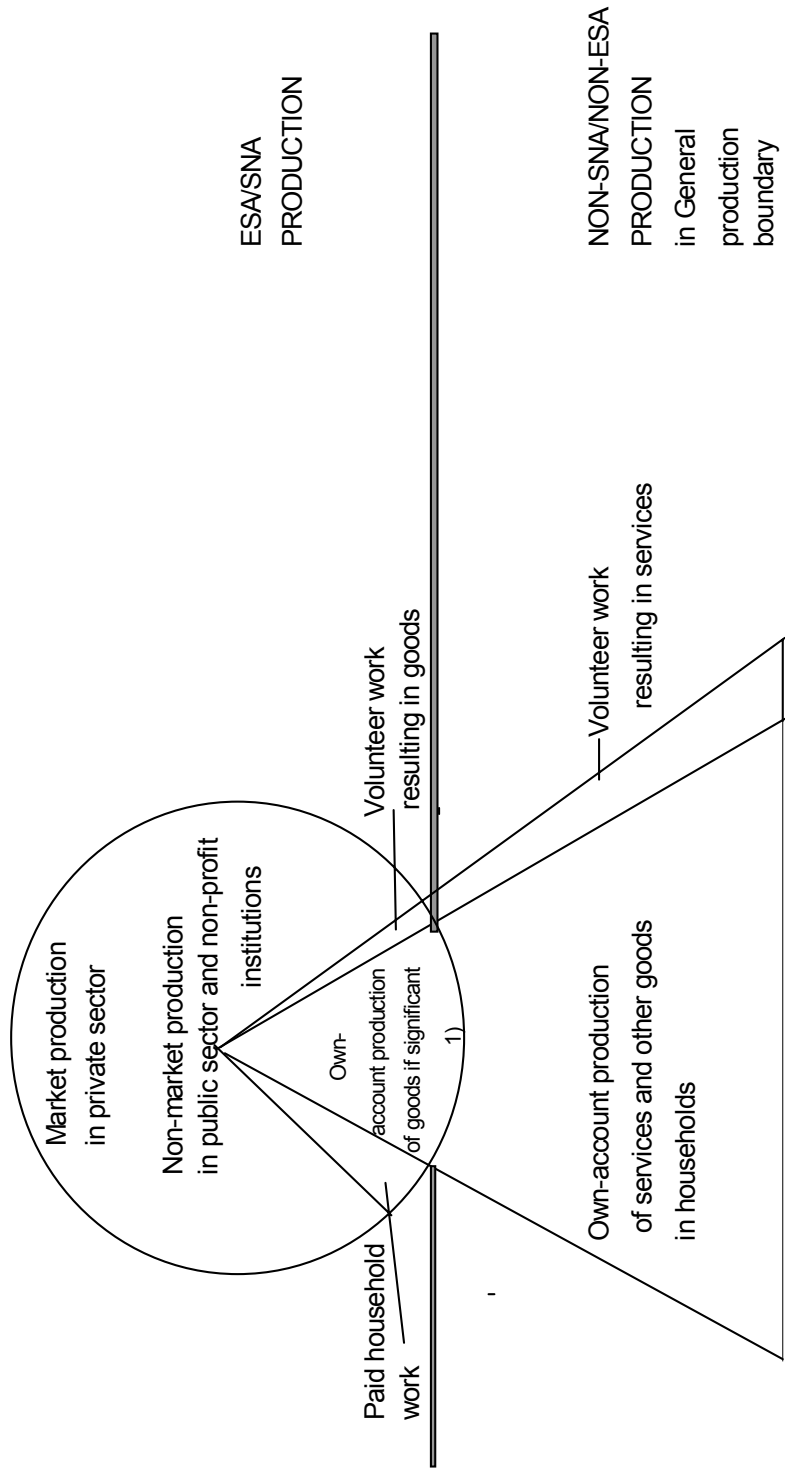 Market production
in private sector
Non-market production
in public sector and non-profit
institutions
ESA/SNA
PRODUCTION
Own-
account production
of goods if significant
1)
Paid household
work
Volunteer work
resulting in goods
Own-account production
of services and other goods
in households
Volunteer work
resulting in services
NON-SNA/NON-ESA
PRODUCTION
in General
production
boundary